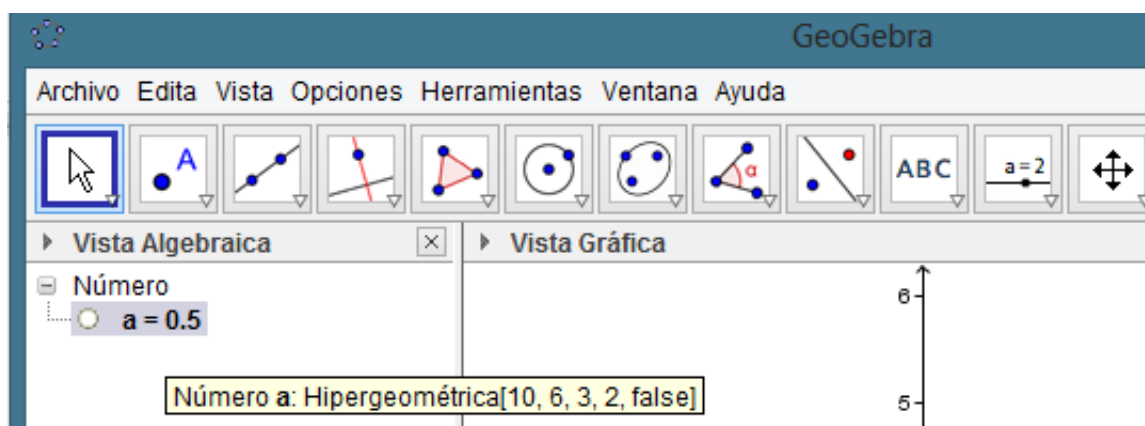 GeoGebra
Archivo Edita Vista Opciones Herramientas Ventana Ayuda
A α ABC a=2
Vista Algebraica
Vista Gráfica
Número
a = 0.5
6
Número a: Hipergeométrica[10, 6, 3, 2, false]
5